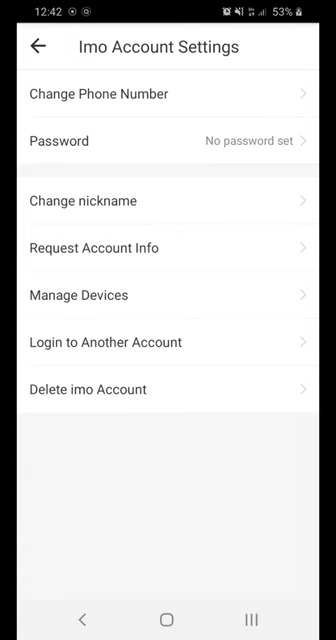 12:42 53%
Imo Account Settings
Change Phone Number
Password No password set
Change nickname
Request Account Info
Manage Devices
Login to Another Account
Delete imo Account